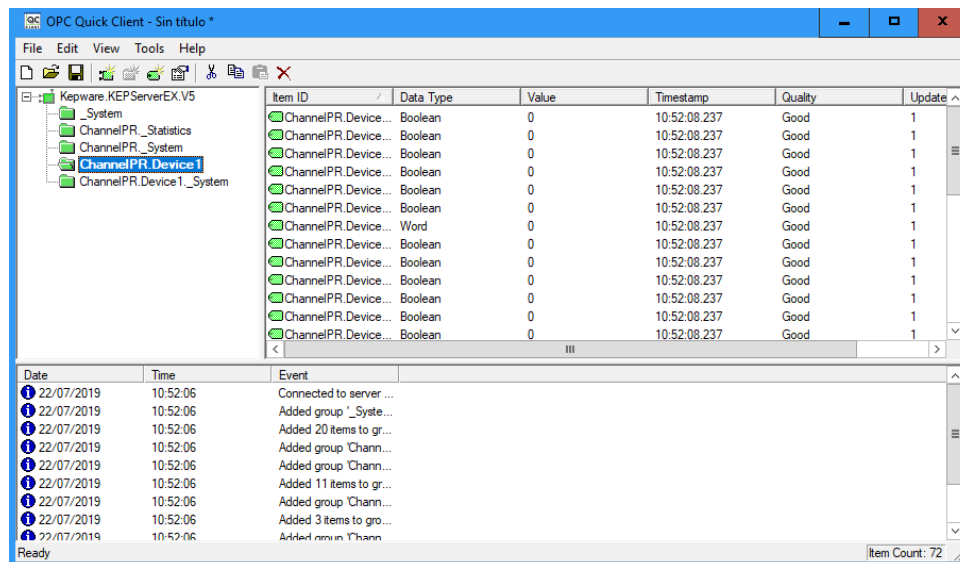 OPC Quick Client - Sin título *
File Edit View Tools Help
Kepware.KEPServerEX.V5
_System
ChannelPR._Statistics
ChannelPR._System
ChannelPR.Device1
ChannelPR.Device1._System
Item ID Data Type Value Timestamp Quality Update
ChannelPR.Device... Boolean 0 10:52:08.237 Good 1
ChannelPR.Device... Boolean 0 10:52:08.237 Good 1
ChannelPR.Device... Boolean 0 10:52:08.237 Good 1
ChannelPR.Device... Boolean 0 10:52:08.237 Good 1
ChannelPR.Device... Boolean 0 10:52:08.237 Good 1
ChannelPR.Device... Boolean 0 10:52:08.237 Good 1
ChannelPR.Device... Word 0 10:52:08.237 Good 1
ChannelPR.Device... Boolean 0 10:52:08.237 Good 1
ChannelPR.Device... Boolean 0 10:52:08.237 Good 1
ChannelPR.Device... Boolean 0 10:52:08.237 Good 1
ChannelPR.Device... Boolean 0 10:52:08.237 Good 1
ChannelPR.Device... Boolean 0 10:52:08.237 Good 1
ChannelPR.Device... Boolean 0 10:52:08.237 Good 1
Date Time Event
22/07/2019 10:52:06 Connected to server ...
22/07/2019 10:52:06 Added group '_Syste...
22/07/2019 10:52:06 Added 20 items to gr...
22/07/2019 10:52:06 Added group 'Chann...
22/07/2019 10:52:06 Added group 'Chann...
22/07/2019 10:52:06 Added 11 items to gr...
22/07/2019 10:52:06 Added group 'Chann...
22/07/2019 10:52:06 Added 3 items to gro...
22/07/2019 10:52:06 Added group 'Chann...
Ready Item Count: 72